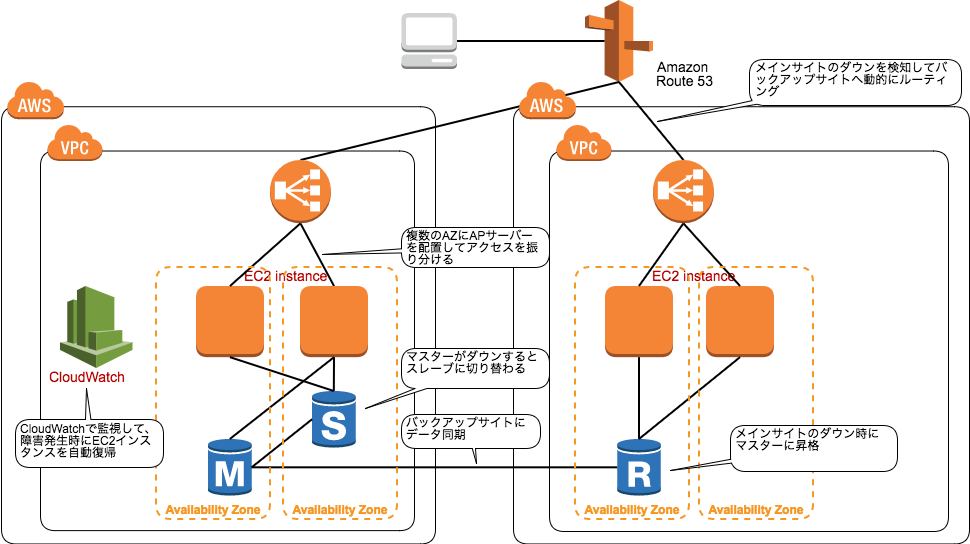 Amazon
Route 53
メインサイトのダウンを検知してバ
ックアップサイトへ動的にルーティ
ング
AWS
AWS
VPC
VPC
複数のAZにAPサーバー
を配置してアクセスを振
り分ける
EC2 instance
EC2 instance
CloudWatch
マスターがダウンすると
スレーブに切り替わる
S
CloudWatchで監視して、
障害発生時にEC2インス
タンスを自動復帰
バックアップサイトに
データ同期
メインサイトのダウン時に
マスターに昇格
M
R
Availability Zone
Availability Zone
Availability Zone
Availability Zone